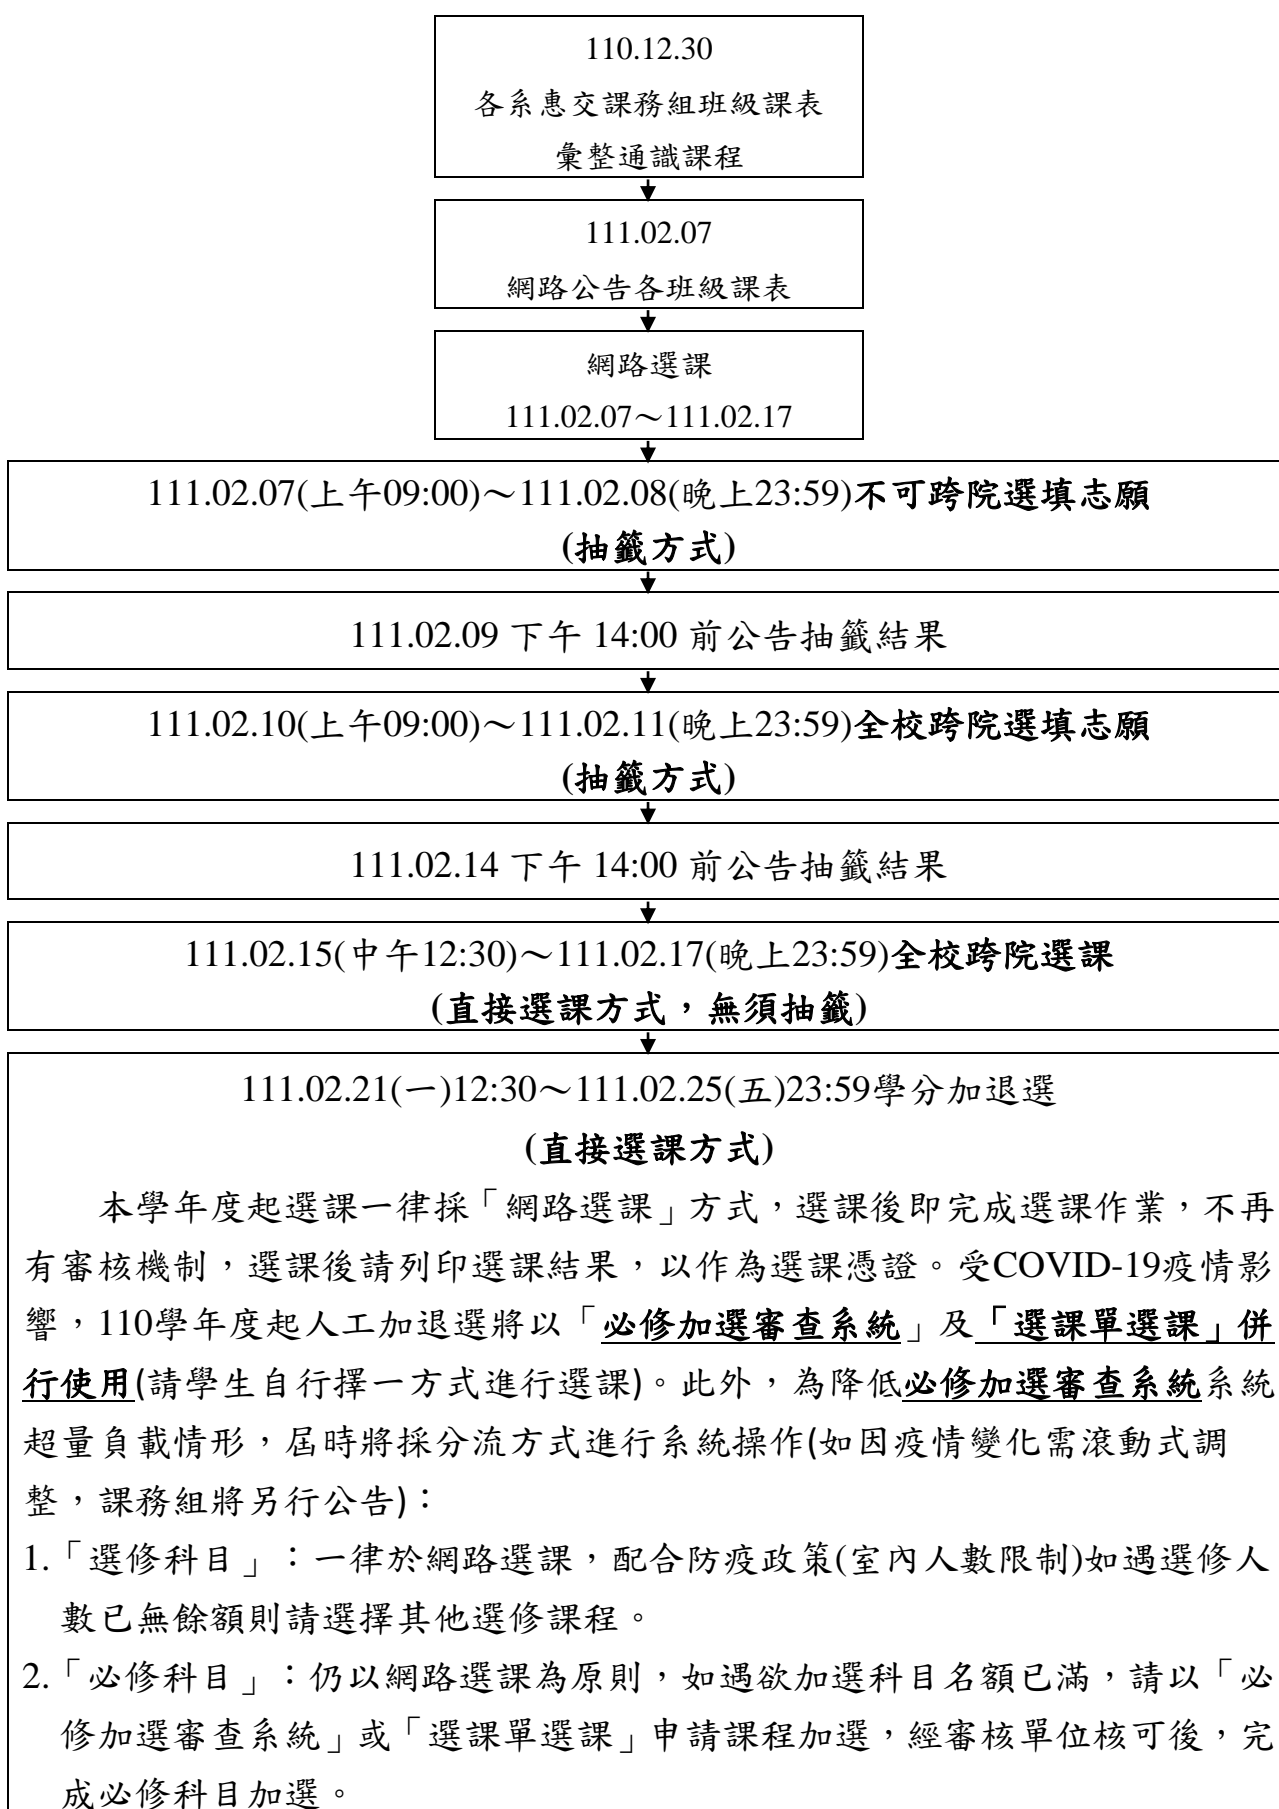 110.12.30
各系惠交課務組班級課表
彙整通識課程
111.02.07
網路公告各班級課表
網路選課
111.02.07～111.02.17
111.02.07(上午09:00)～111.02.08(晚上23:59)不可跨院選填志願
(抽籤方式)
111.02.09 下午 14:00 前公告抽籤結果
111.02.10(上午09:00)～111.02.11(晚上23:59)全校跨院選填志願
(抽籤方式)
111.02.14 下午 14:00 前公告抽籤結果
111.02.15(中午12:30)～111.02.17(晚上23:59)全校跨院選課
(直接選課方式，無須抽籤)
111.02.21(一)12:30～111.02.25(五)23:59學分加退選
(直接選課方式)
本學年度起選課一律採「網路選課」方式，選課後即完成選課作業，不再
有審核機制，選課後請列印選課結果，以作為選課憑證。受COVID-19疫情影
響，110學年度起人工加退選將以「必修加選審查系統」及「選課單選課」併
行使用(請學生自行擇一方式進行選課)。此外，為降低必修加選審查系統系統
超量負載情形，屆時將採分流方式進行系統操作(如因疫情變化需滾動式調
整，課務組將另行公告)：
1.「選修科目」：一律於網路選課，配合防疫政策(室內人數限制)如遇選修人
數已無餘額則請選擇其他選修課程。
2.「必修科目」：仍以網路選課為原則，如遇欲加選科目名額已滿，請以「必
修加選審查系統」或「選課單選課」申請課程加選，經審核單位核可後，完
成必修科目加選。